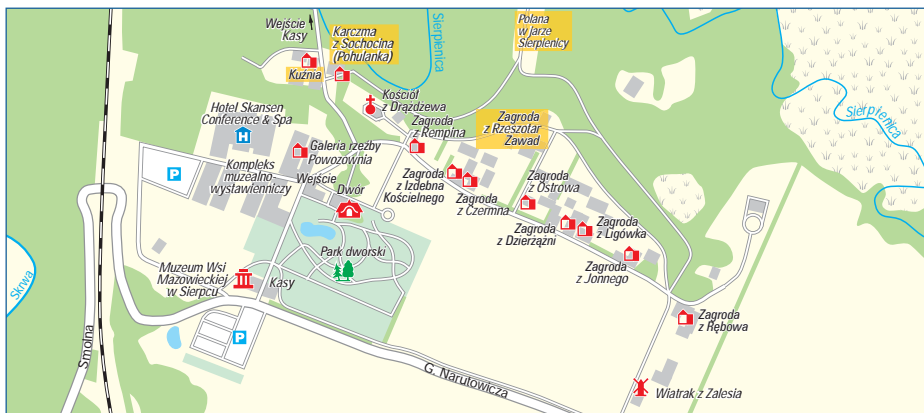 Wejście
Kasy
Karczma
z Sochocina
(Pohulanka)
Sierpienica
Polana
w jarze
Sierpienicy
Kuźnia
Kościół
z Drążdżewa
Hotel Skansen
Conference & Spa
H
Zagroda
z Rempina
Zagroda
z Rzeszotar
Zawad
Sierpienica
Galeria rzeźby
Powozownia
P
Kompleks
muzealno-
wystawienniczy
Wejście
Dwór
Zagroda
z Izdebna
Kościelnego
Zagroda
z Czermna
Zagroda
z Ostrowa
Zagroda
z Dzierżązni
Zagroda
z Ligówka
Zagroda
z Jonnego
Park dworski
Muzeum Wsi
Mazowieckiej
w Sierpcu
Kasy
Skrwa
Smolna
P
G. Narutowicza
Zagroda
z Rębowa
Wiatrak z Zalesia